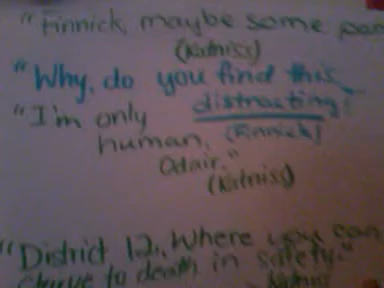 "Finnick, maybe some
(Katniss)
"Why, do you find this
distracting?
"I'm only
human, (Finnick)
Odair."
(Katniss)
"District 12. Where you can
starve to death in safety."
Katniss